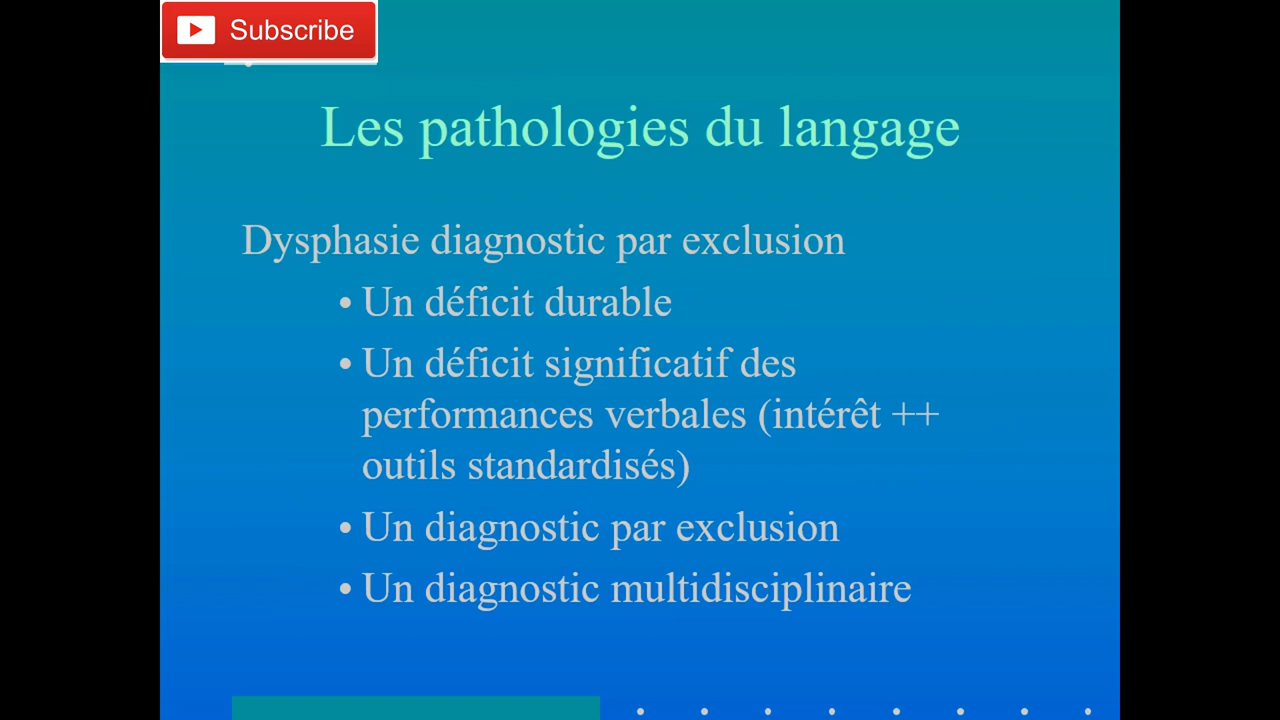 Subscribe
Les pathologies du langage
Dysphasie diagnostic par exclusion
• Un déficit durable
• Un déficit significatif des
performances verbales (intérêt ++
outils standardisés)
• Un diagnostic par exclusion
• Un diagnostic multidisciplinaire